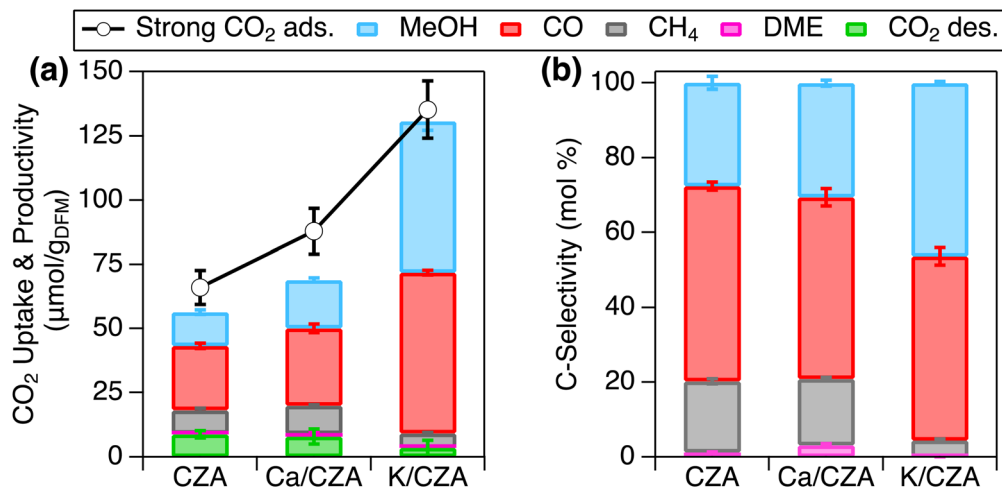 Strong CO₂ ads. MeOH CO CH₄ DME CO₂ des.
(a)
CO₂ Uptake & Productivity
(μmol/gDFM)
150
125
100
75
50
25
0
CZA Ca/CZA K/CZA
(b)
C-Selectivity (mol %)
100
80
60
40
20
0
CZA Ca/CZA K/CZA